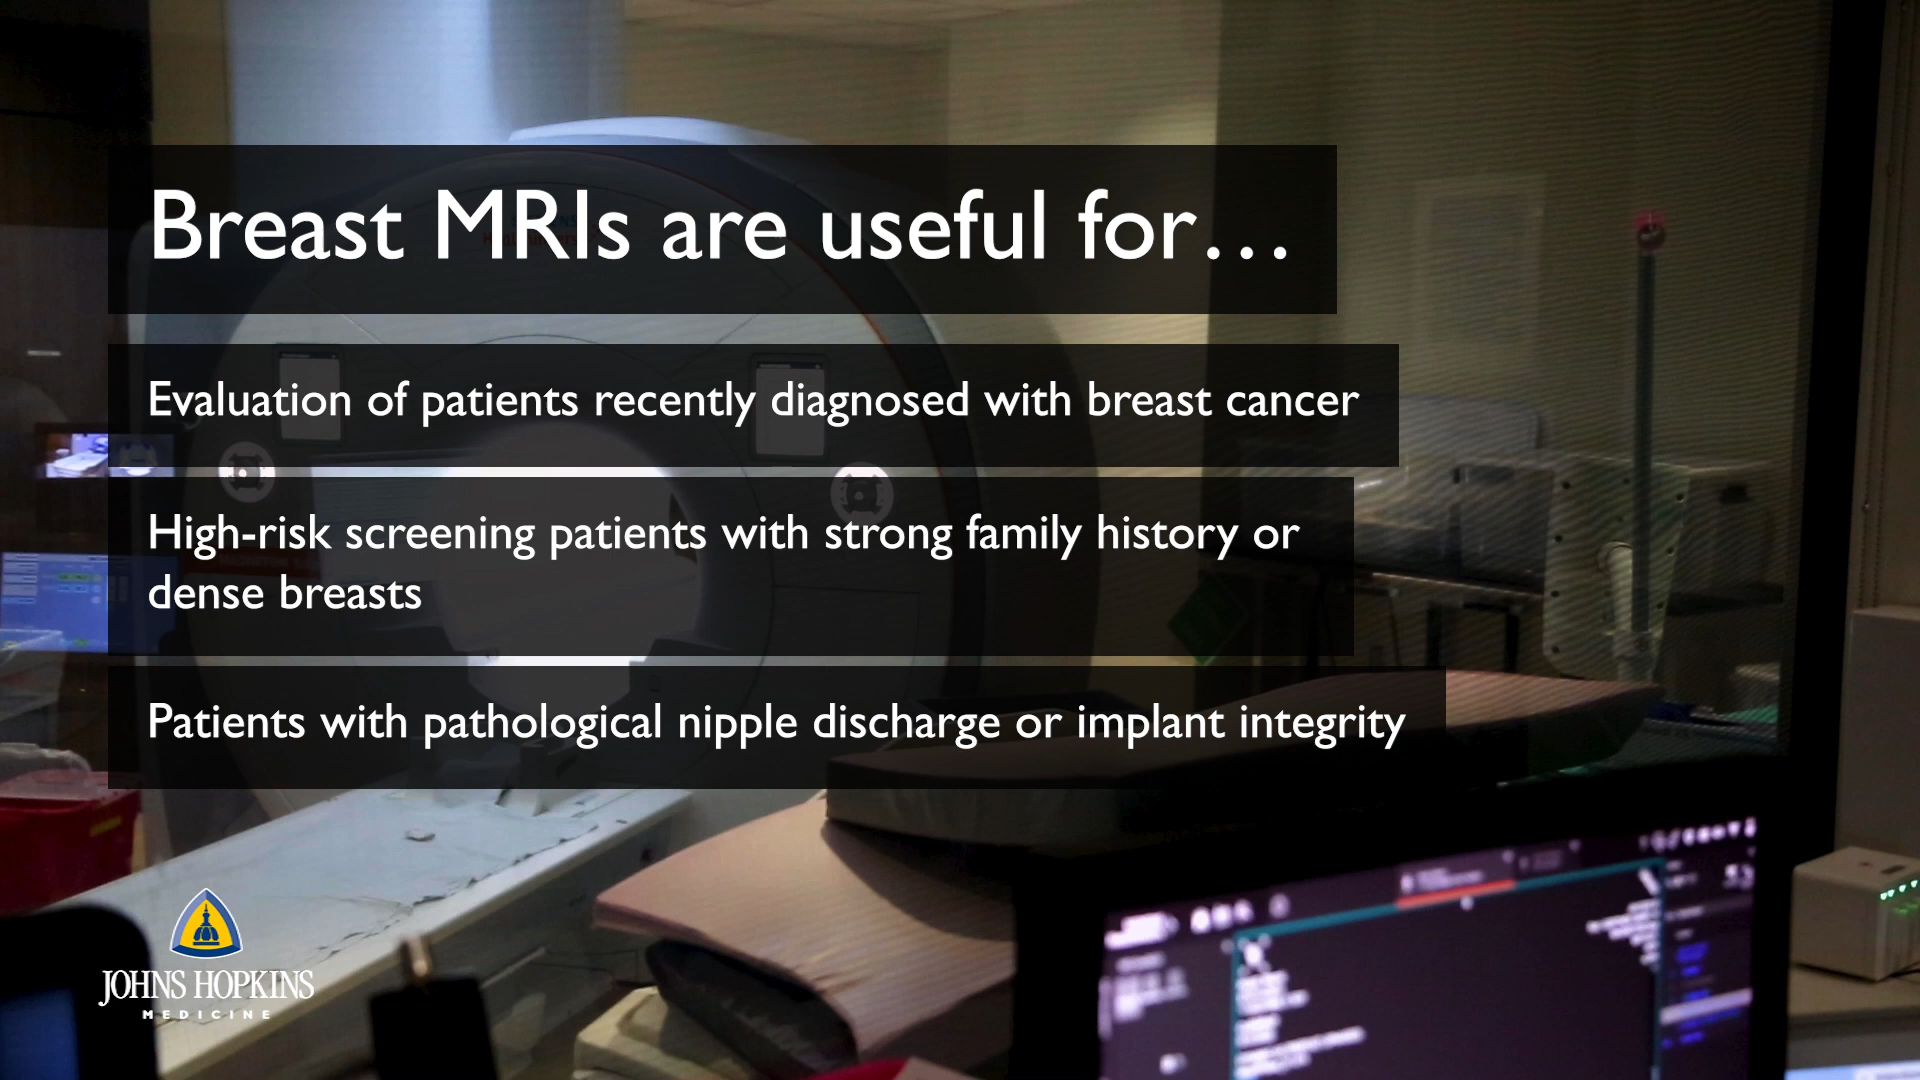 Breast MRIs are useful for...
Evaluation of patients recently diagnosed with breast cancer
High-risk screening patients with strong family history or
dense breasts
Patients with pathological nipple discharge or implant integrity
JOHNS HOPKINS
MEDICINE